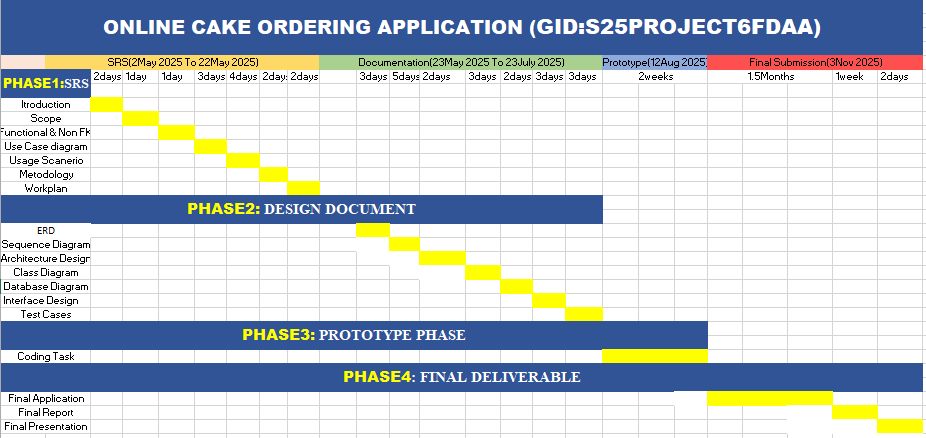 ONLINE CAKE ORDERING APPLICATION (GID:S25PROJECT6FDAA)
SRS(2May 2025 To 22May 2025) Documentation(23May 2025 To 23July 2025) Prototype(12Aug 2025 Final Submission(3Nov 2025)
PHASE1:SRS 2days 1day 1day 3days 4days 2day 2days 3days 5days 2days 3days 2days 3days 3days 2weeks 1.5Months 1week 2days
Itroduction
Scope
Functional & Non
Use Case diagram
Usage Scanerio
Metodology
Workplan
PHASE2: DESIGN DOCUMENT
ERD
Sequence Diagram
Architecture Design
Class Diagram
Database Diagram
Interface Design
Test Cases
PHASE3: PROTOTYPE PHASE
Coding Task
PHASE4: FINAL DELIVERABLE
Final Application
Final Report
Final Presentation